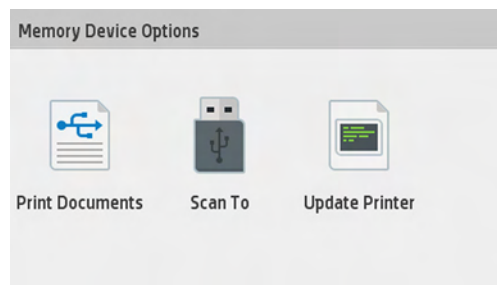 Memory Device Options
Print Documents
Scan To
Update Printer